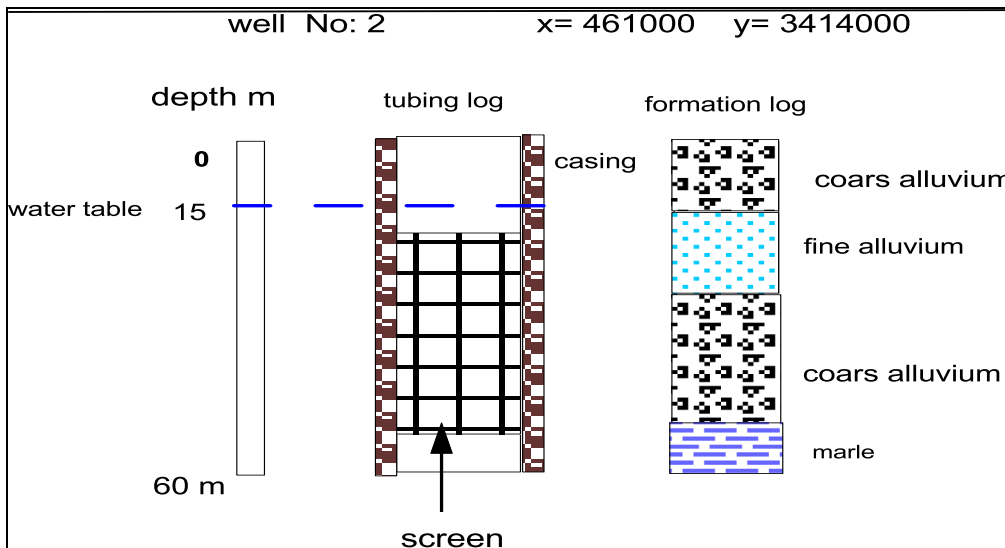 well No: 2 x= 461000 y= 3414000
depth m tubing log formation log
0
casing
coars alluvium
water table 15
fine alluvium
coars alluvium
marle
60 m
screen